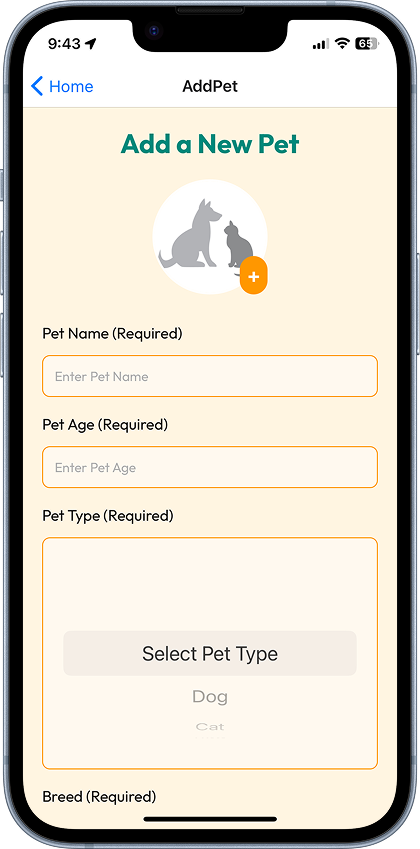 9:43
65
Home
AddPet
Add a New Pet
+
Pet Name (Required)
Enter Pet Name
Pet Age (Required)
Enter Pet Age
Pet Type (Required)
Select Pet Type
Dog
Cat
Breed (Required)